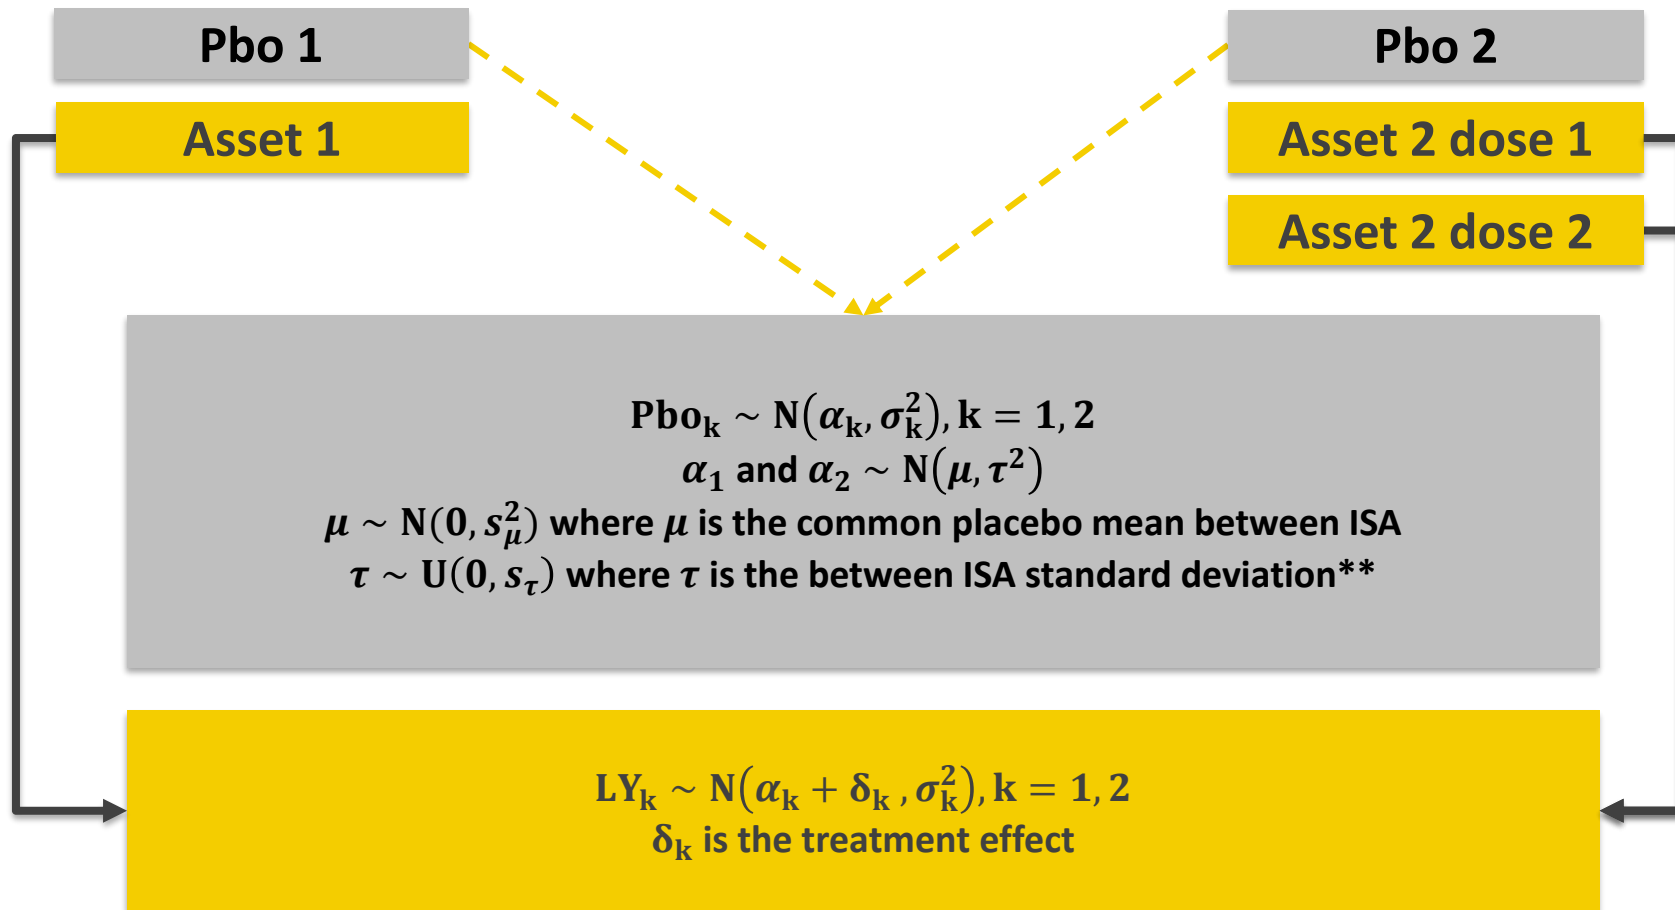 Pbo 1
Asset 1
Pbo 2
Asset 2 dose 1
Asset 2 dose 2
Pbo_k ∼ N(α_k, σ_k^2), k = 1, 2
α_1 and α_2 ∼ N(μ, τ^2)
μ ∼ N(0, s_μ^2) where μ is the common placebo mean between ISA
τ ∼ U(0, s_τ) where τ is the between ISA standard deviation**
LY_k ∼ N(α_k + δ_k , σ_k^2), k = 1, 2
δ_k is the treatment effect